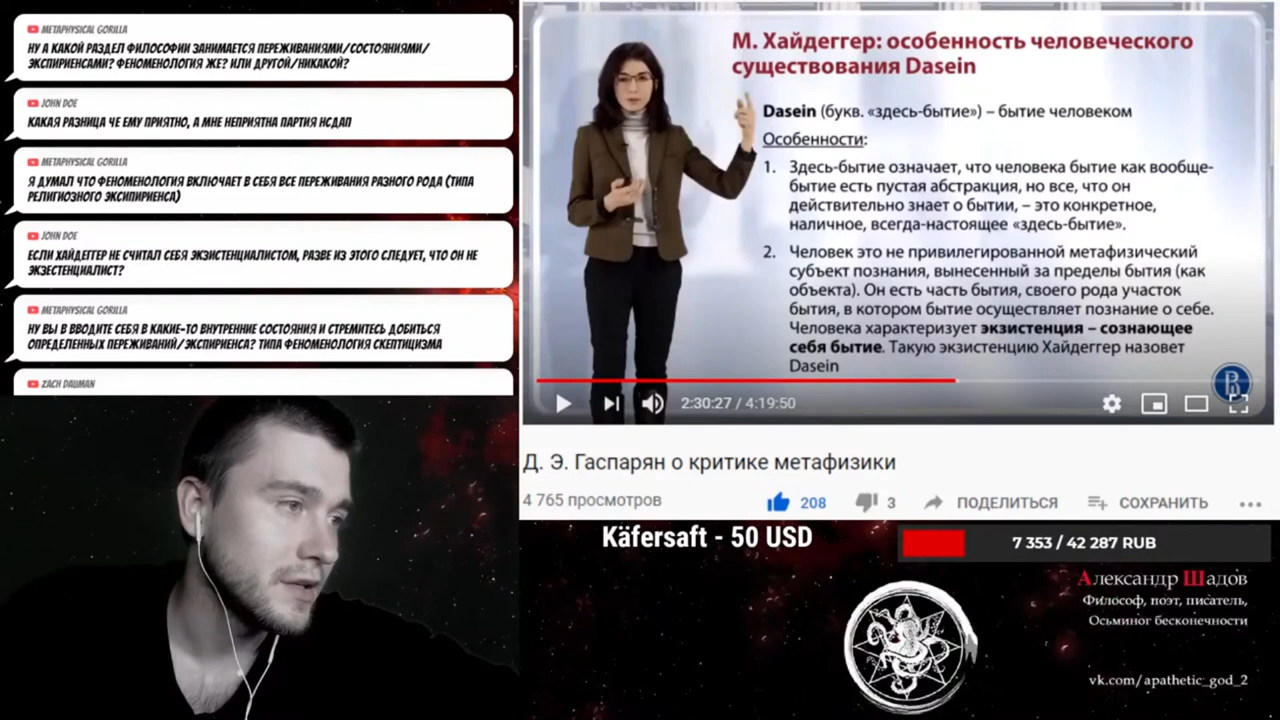 METAPHYSICAL GORILLA
НУ А КАКОЙ РАЗДЕЛ ФИЛОСОФИИ ЗАНИМАЕТСЯ ПЕРЕЖИВАНИЯМИ/СОСТОЯНИЯМИ/
ЭКСПИРИЕНСАМИ? ФЕНОМЕНОЛОГИЯ ЖЕ? ИЛИ ДРУГОЙ/НИКАКОЙ?
JOHN DOE
КАКАЯ РАЗНИЦА ЧЕ ЕМУ ПРИЯТНО, А МНЕ НЕПРИЯТНА ПАРТИЯ НСДАП
METAPHYSICAL GORILLA
Я ДУМАЛ ЧТО ФЕНОМЕНОЛОГИЯ ВКЛЮЧАЕТ В СЕБЯ ВСЕ ПЕРЕЖИВАНИЯ РАЗНОГО РОДА (ТИПА
РЕЛИГИОЗНОГО ЭКСИПИРИЕНСА)
JOHN DOE
ЕСЛИ ХАЙДЕГГЕР НЕ СЧИТАЛ СЕБЯ ЭКЗИСТЕНЦИАЛИСТОМ, РАЗВЕ ИЗ ЭТОГО СЛЕДУЕТ, ЧТО ОН НЕ
ЭКЗЕСТЕНЦИАЛИСТ?
METAPHYSICAL GORILLA
НУ ВЫ В ВВОДИТЕ СЕБЯ В КАКИЕ-ТО ВНУТРЕННИЕ СОСТОЯНИЯ И СТРЕМИТЕСЬ ДОБИТЬСЯ
ОПРЕДЕЛЕННЫХ ПЕРЕЖИВАНИЙ/ЭКСПИРИЕНСА? ТИПА ФЕНОМЕНОЛОГИЯ СКЕПТИЦИЗМА
ZACH DAUMAN
М. Хайдеггер: особенность человеческого
существования Dasein
Dasein (букв. «здесь-бытие») – бытие человеком
Особенности:
1. Здесь-бытие означает, что человека бытие как вообще-
бытие есть пустая абстракция, но все, что он
действительно знает о бытии, – это конкретное,
наличное, всегда-настоящее «здесь-бытие».
2. Человек это не привилегированной метафизический
субъект познания, вынесенный за пределы бытия (как
объекта). Он есть часть бытия, своего рода участок
бытия, в котором бытие осуществляет познание о себе.
Человека характеризует экзистенция – сознающее
себя бытие. Такую экзистенцию Хайдеггер назовет
Dasein
2:30:27 / 4:19:50
Д. Э. Гаспарян о критике метафизики
4 765 просмотров 208 3 ПОДЕЛИТЬСЯ СОХРАНИТЬ
Käfersaft - 50 USD
7 353 / 42 287 RUB
Александр Шадов
Философ, поэт, писатель,
Осьминог бесконечности
vk.com/apathetic_god_2